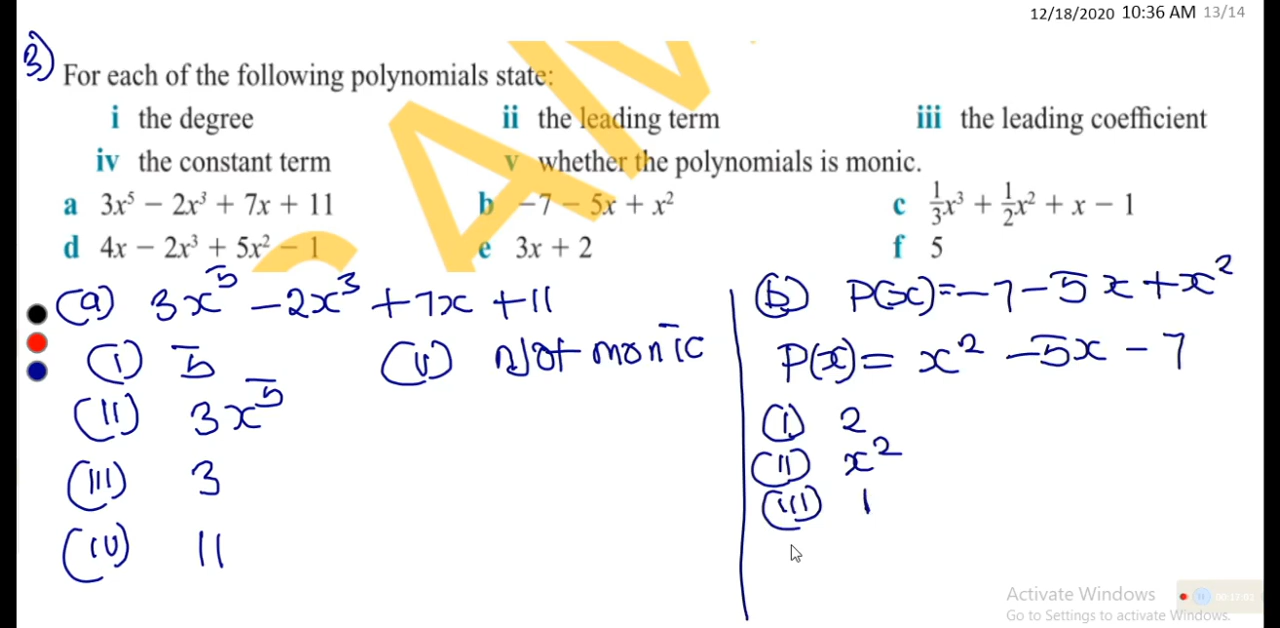 12/18/2020 10:36 AM 13/14
3)
For each of the following polynomials state:
i the degree ii the leading term iii the leading coefficient
iv the constant term v whether the polynomials is monic.
a 3x⁵ − 2x³ + 7x + 11 b −7 − 5x + x² c 1/3x³ + 1/2x² + x − 1
d 4x − 2x³ + 5x² − 1 e 3x + 2 f 5
(a) 3x⁵ − 2x³ + 7x + 11
(I) 5 (V) Not monic
(II) 3x⁵
(III) 3
(IV) 11
(b) P(x)=−7−5x+x²
P(x)= x² −5x − 7
(I) 2
(II) x²
(III) 1
Activate Windows
Go to Settings to activate Windows.